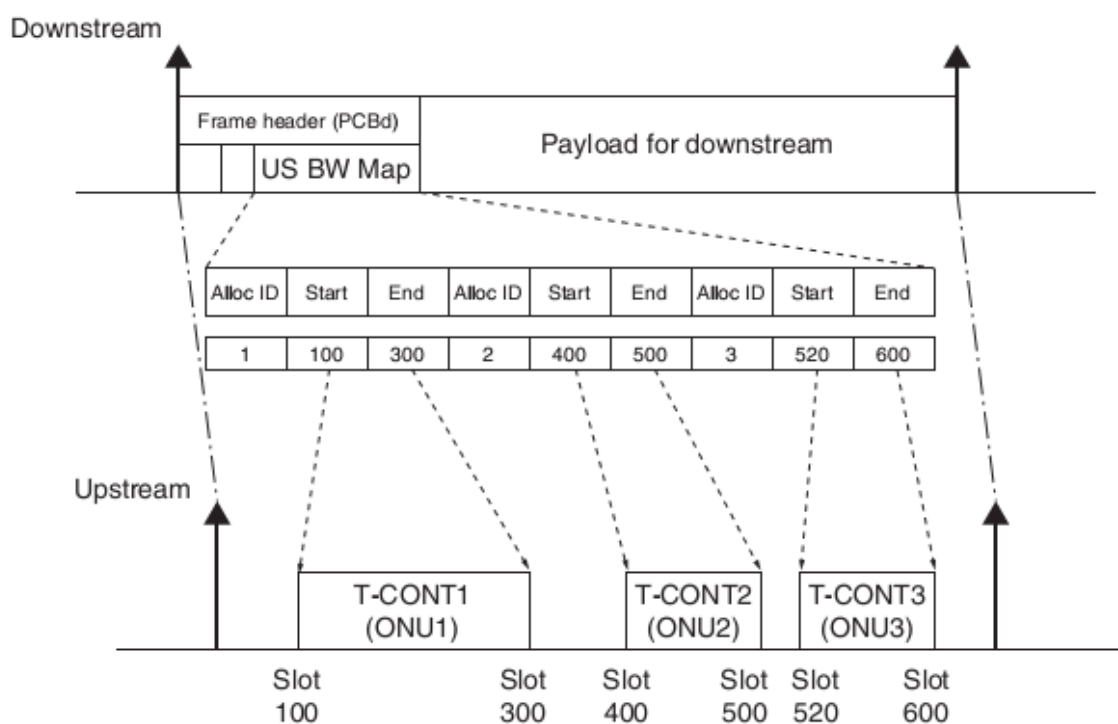 Downstream
Frame header (PCBd)
US BW Map
Payload for downstream
Alloc ID Start End Alloc ID Start End Alloc ID Start End
1 100 300 2 400 500 3 520 600
Upstream
T-CONT1
(ONU1)
T-CONT2
(ONU2)
T-CONT3
(ONU3)
Slot
100
Slot
300
Slot
400
Slot
500
Slot
520
Slot
600